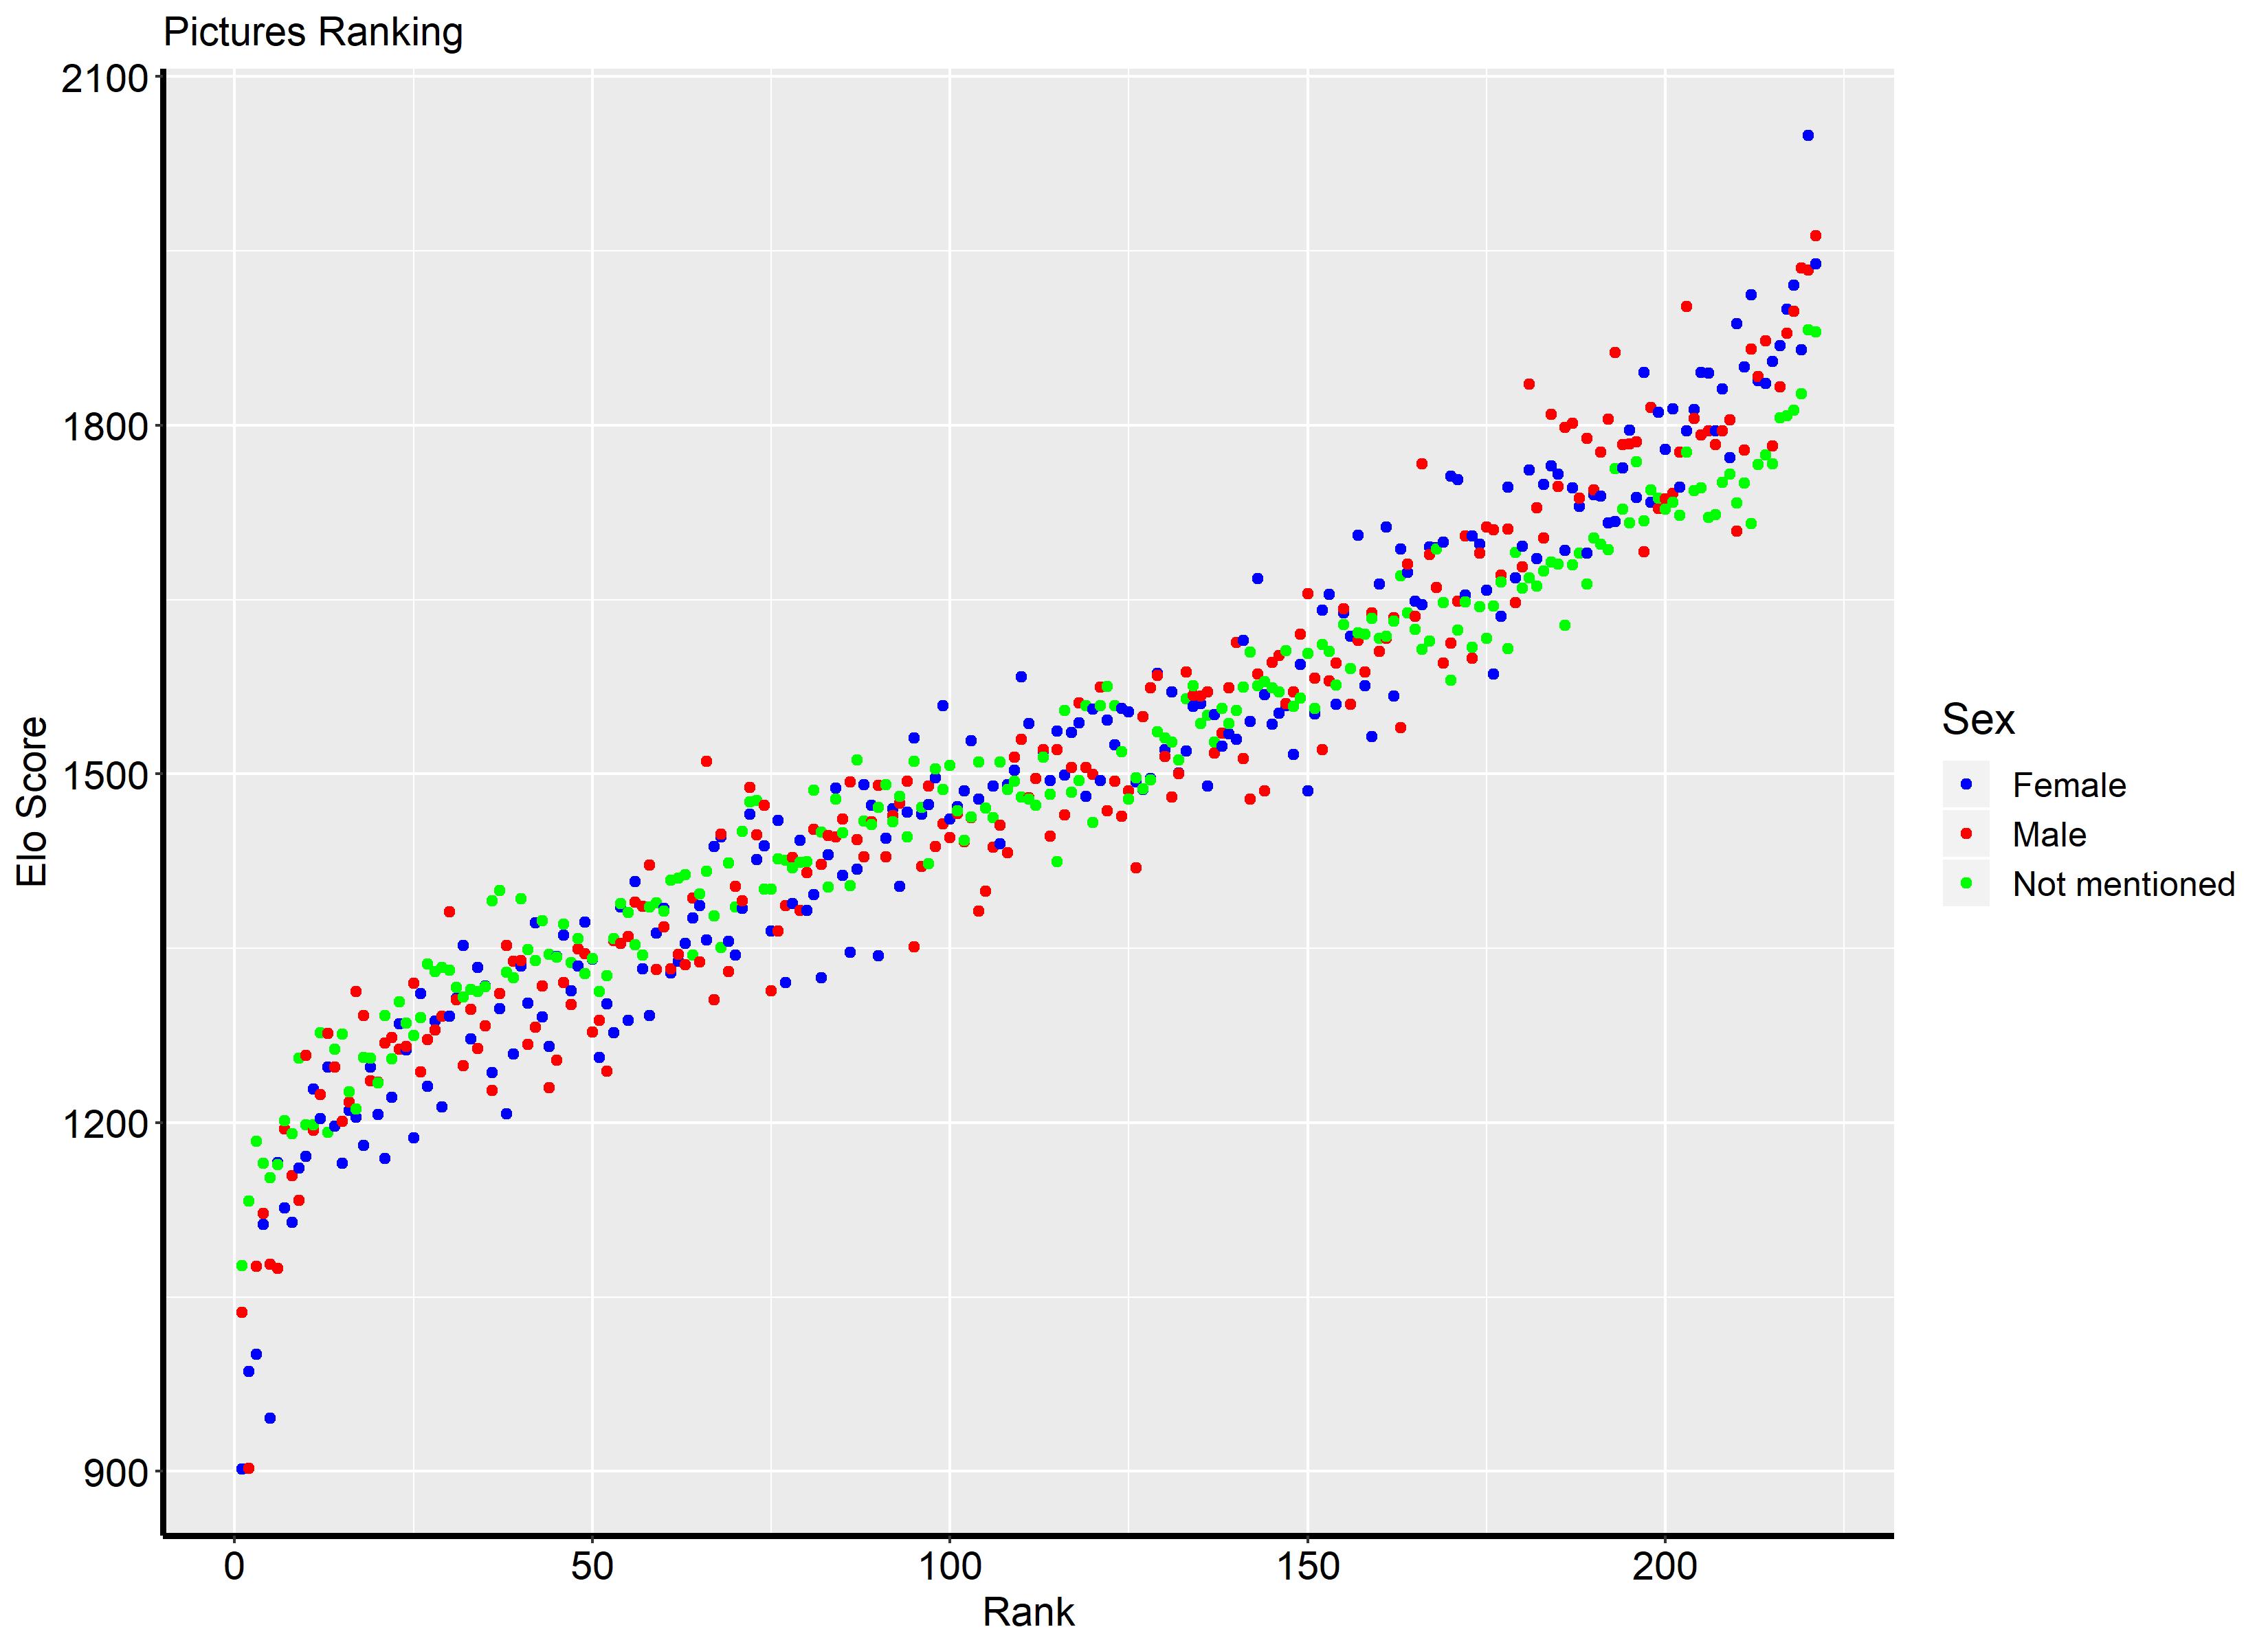 Pictures Ranking
2100
1800
1500
1200
900
Elo Score
0 50 100 150 200
Rank
Sex
Female
Male
Not mentioned